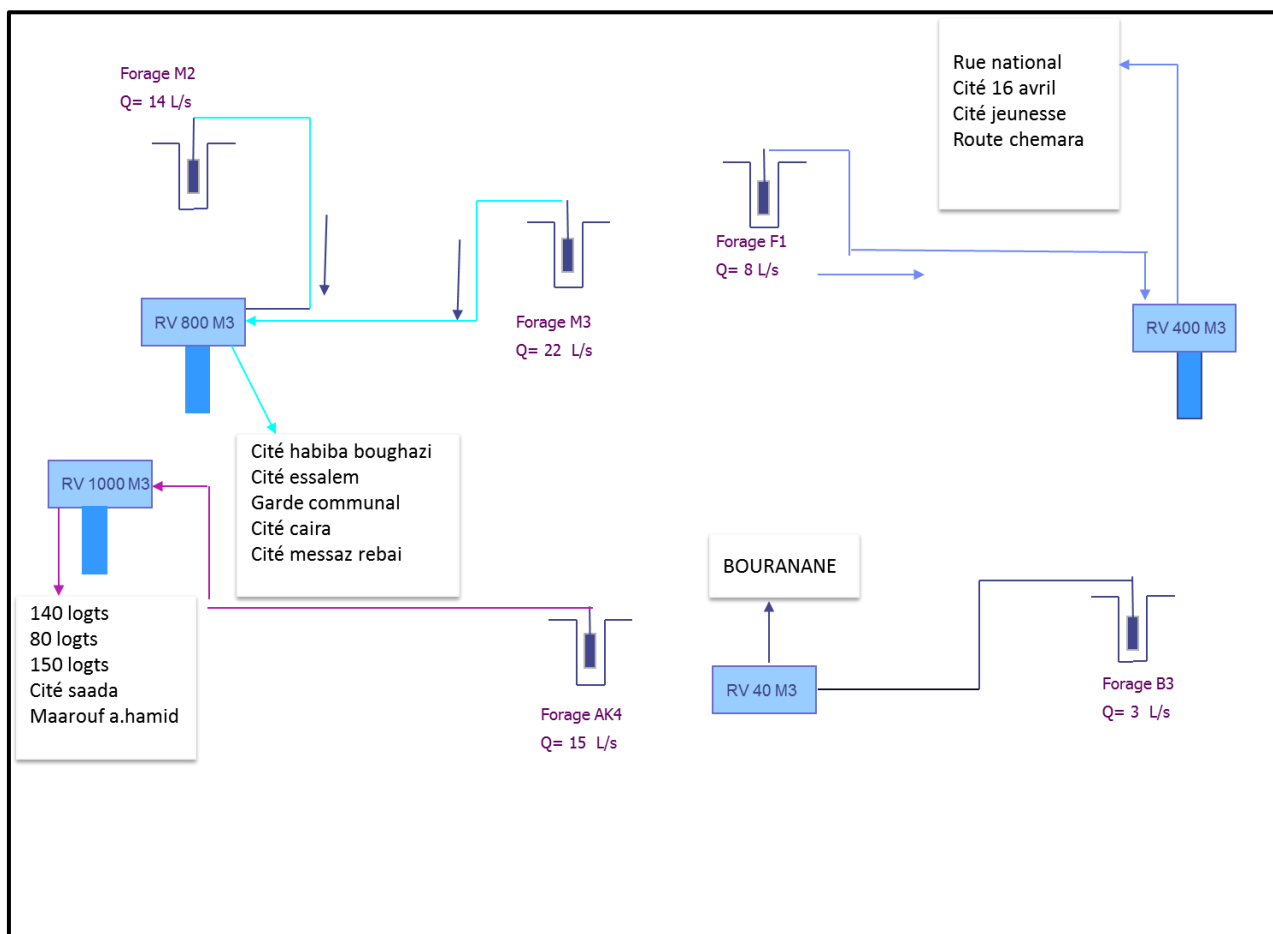 Forage M2
Q= 14 L/s
RV 800 M3
Forage M3
Q= 22 L/s
Cité habiba boughazi
Cité essalem
Garde communal
Cité caira
Cité messaz rebai
RV 1000 M3
140 logts
80 logts
150 logts
Cité saada
Maarouf a.hamid
Forage AK4
Q= 15 L/s
Rue national
Cité 16 avril
Cité jeunesse
Route chemara
Forage F1
Q= 8 L/s
RV 400 M3
BOURANANE
RV 40 M3
Forage B3
Q= 3 L/s